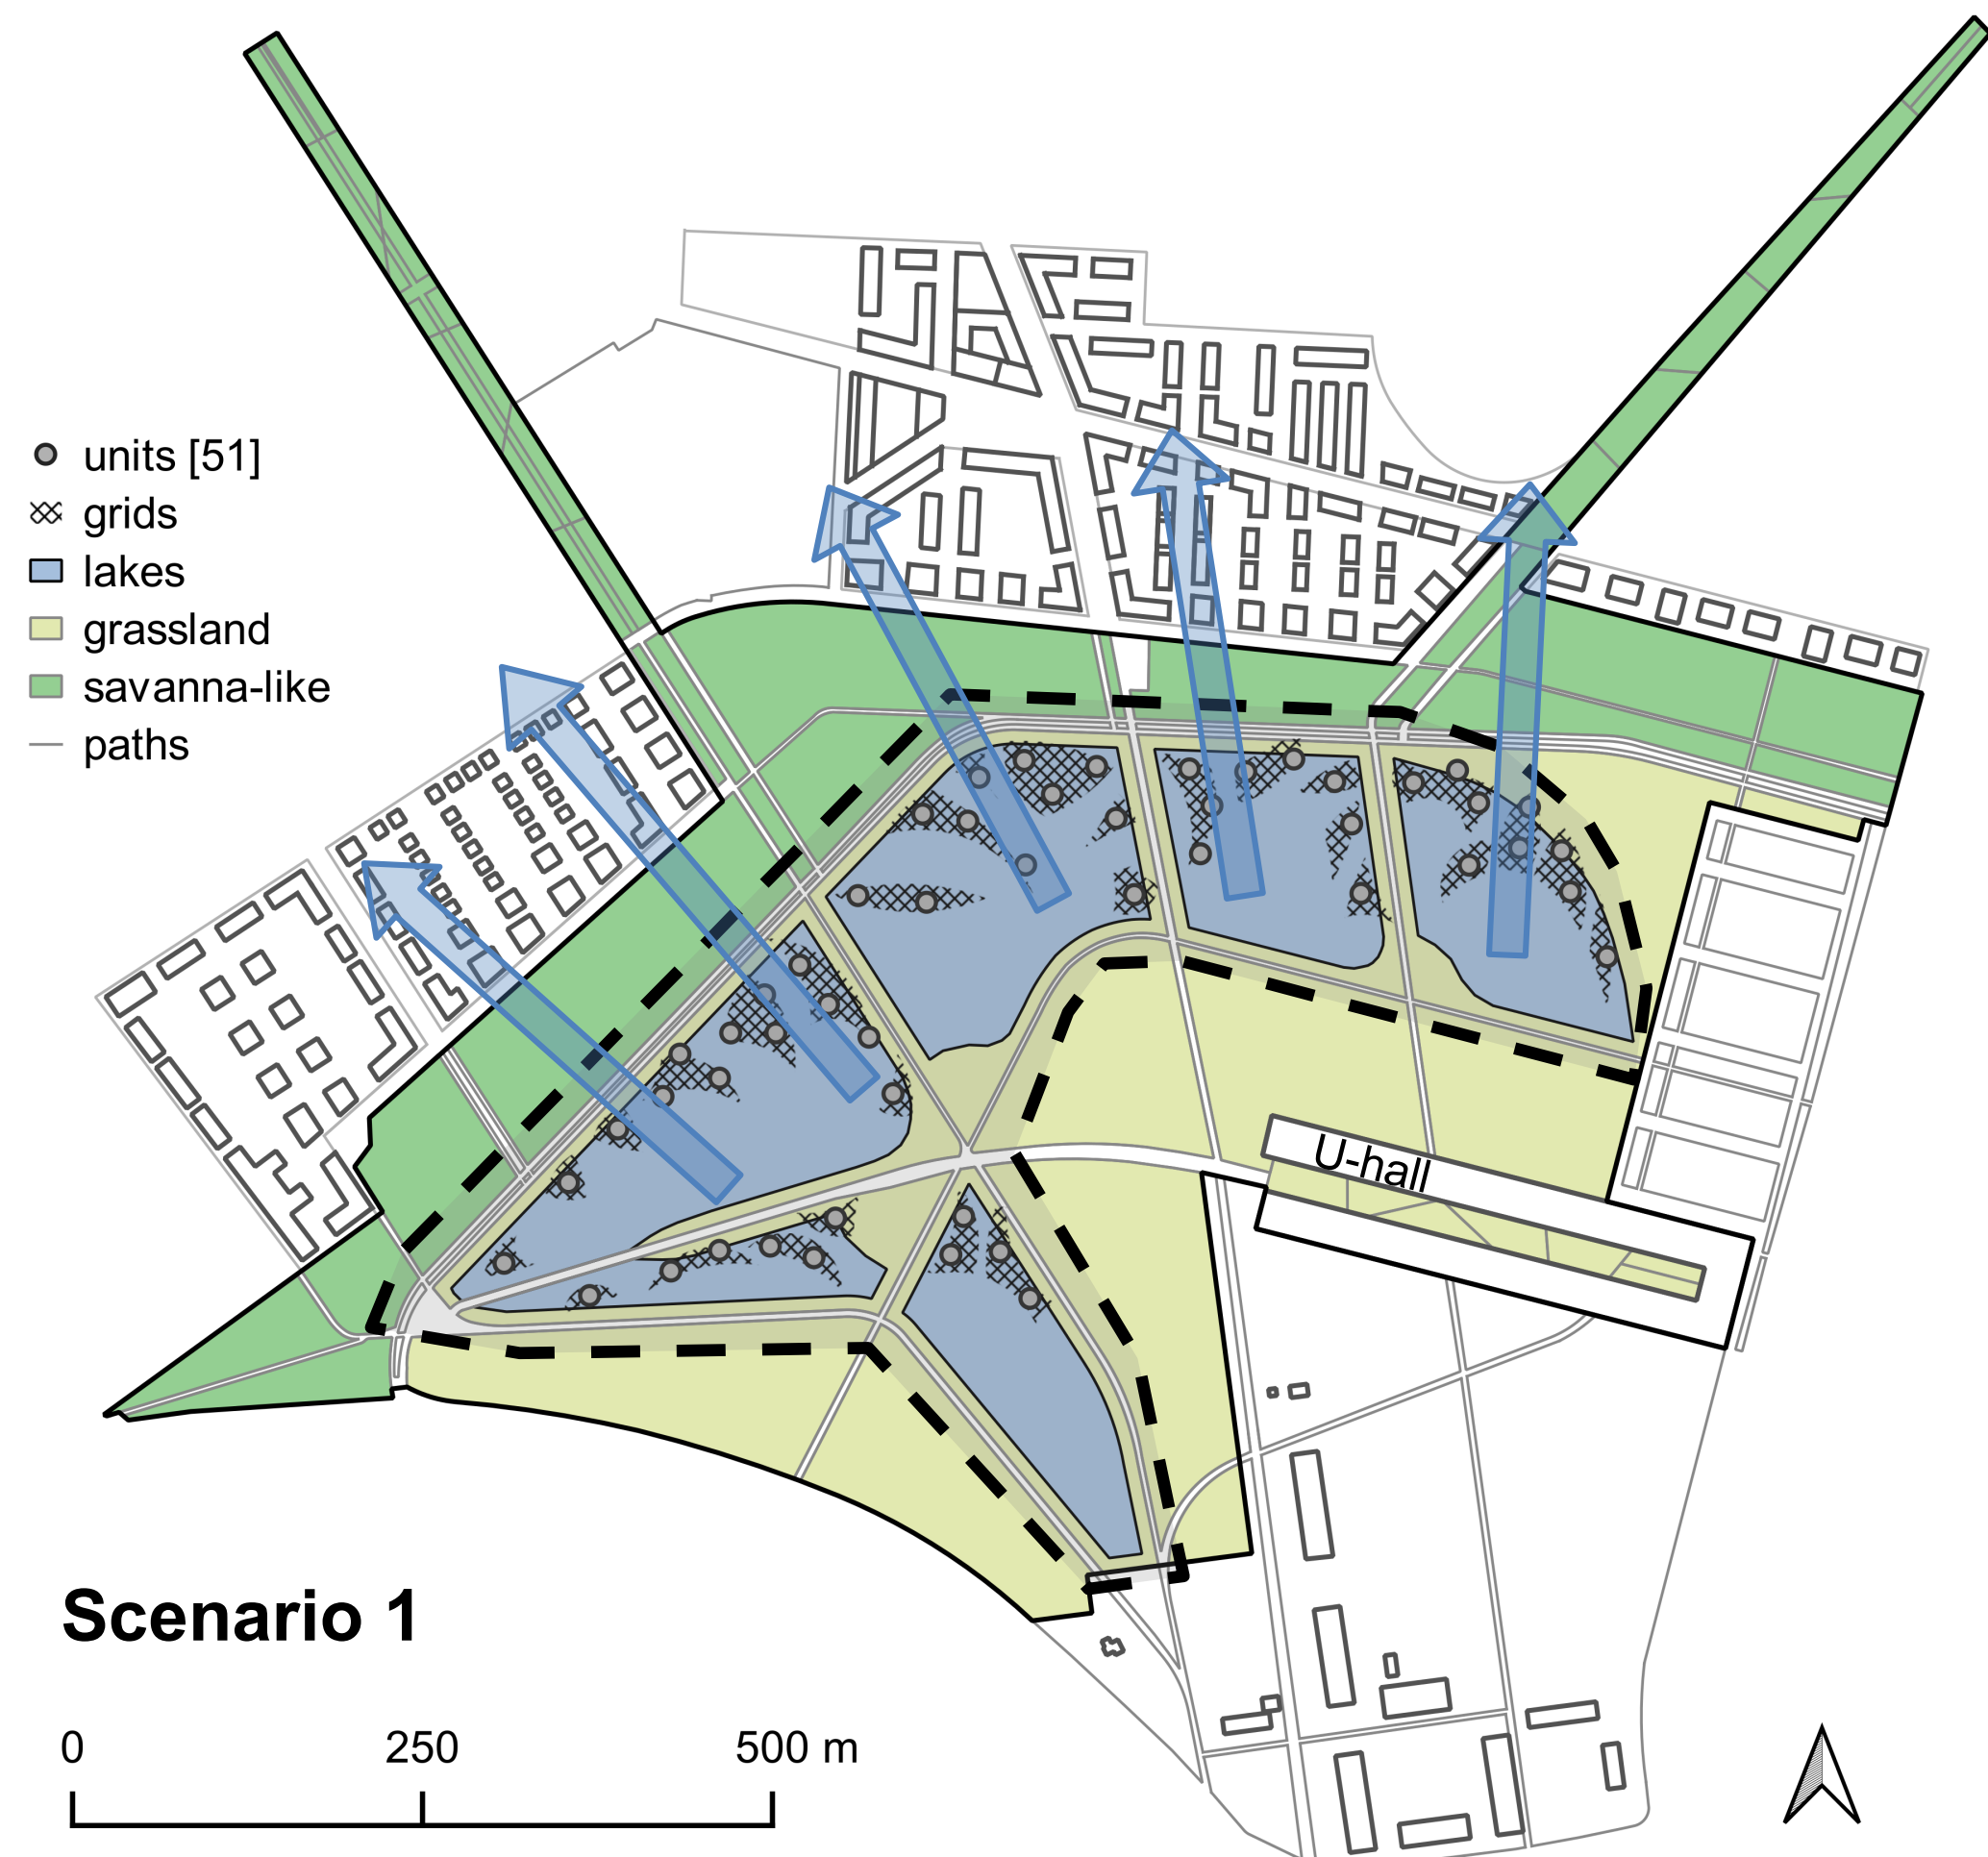 units [51]
grids
lakes
grassland
savanna-like
paths
U-hall
Scenario 1
0 250 500 m